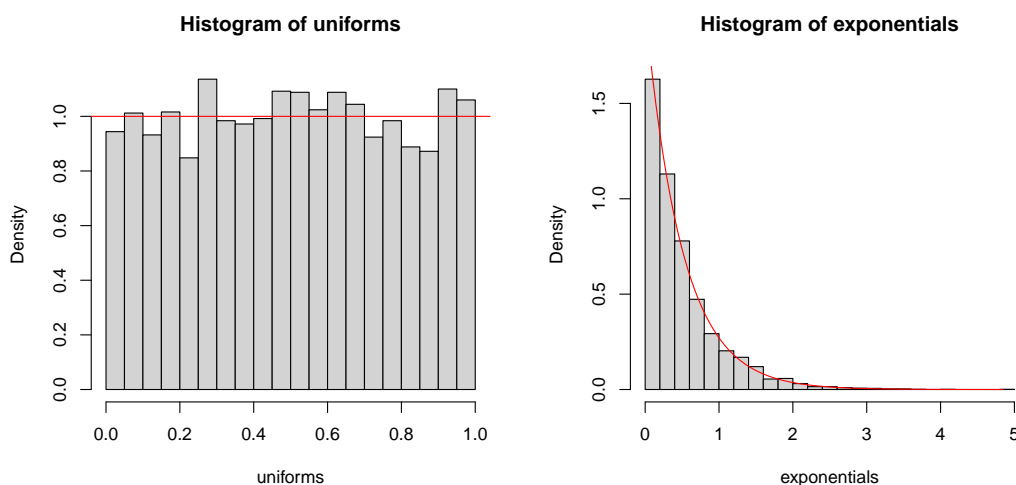 Histogram of uniforms
Density
0.0
0.2
0.4
0.6
0.8
1.0
0.0 0.2 0.4 0.6 0.8 1.0
uniforms
Histogram of exponentials
Density
0.0
0.5
1.0
1.5
0 1 2 3 4 5
exponentials